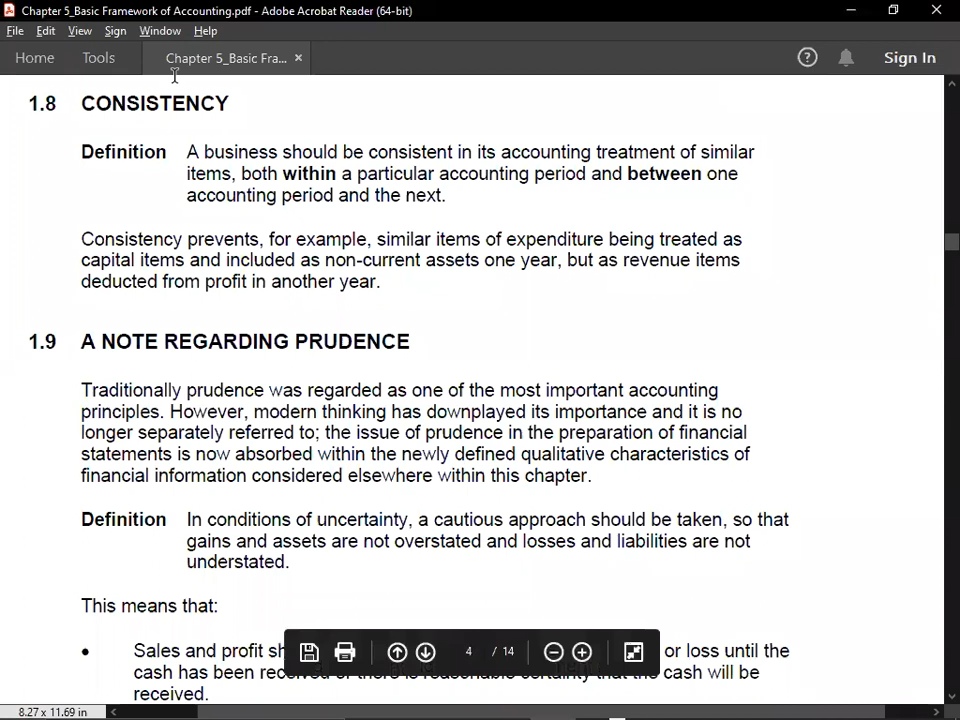 Chapter 5_Basic Framework of Accounting.pdf - Adobe Acrobat Reader (64-bit)
File Edit View Sign Window Help
Home Tools Chapter 5_Basic Fra... × ? Sign In
1.8 CONSISTENCY
Definition A business should be consistent in its accounting treatment of similar
items, both within a particular accounting period and between one
accounting period and the next.
Consistency prevents, for example, similar items of expenditure being treated as
capital items and included as non-current assets one year, but as revenue items
deducted from profit in another year.
1.9 A NOTE REGARDING PRUDENCE
Traditionally prudence was regarded as one of the most important accounting
principles. However, modern thinking has downplayed its importance and it is no
longer separately referred to; the issue of prudence in the preparation of financial
statements is now absorbed within the newly defined qualitative characteristics of
financial information considered elsewhere within this chapter.
Definition In conditions of uncertainty, a cautious approach should be taken, so that
gains and assets are not overstated and losses and liabilities are not
understated.
This means that:
• Sales and profit or loss until the
cash has been cash will be
received.
4 / 14
8.27 x 11.69 in